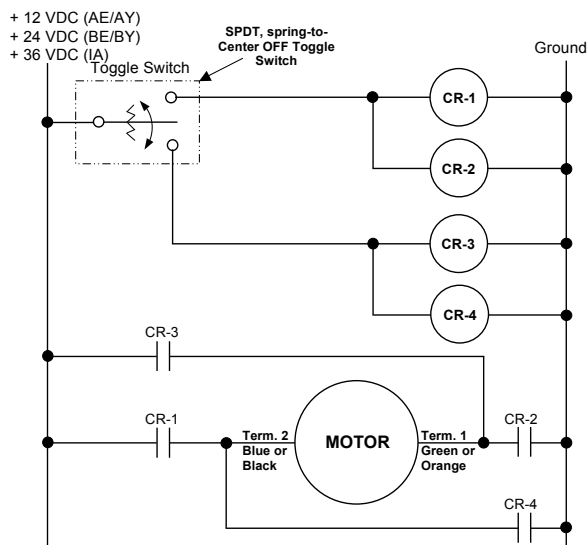 + 12 VDC (AE/AY)
+ 24 VDC (BE/BY)
+ 36 VDC (IA)
SPDT, spring-to-
Center OFF Toggle
Switch
Ground
Toggle Switch
CR-1
CR-2
CR-3
CR-4
CR-3
CR-1
Term. 2
Blue or
Black
MOTOR
Term. 1
Green or
Orange
CR-2
CR-4